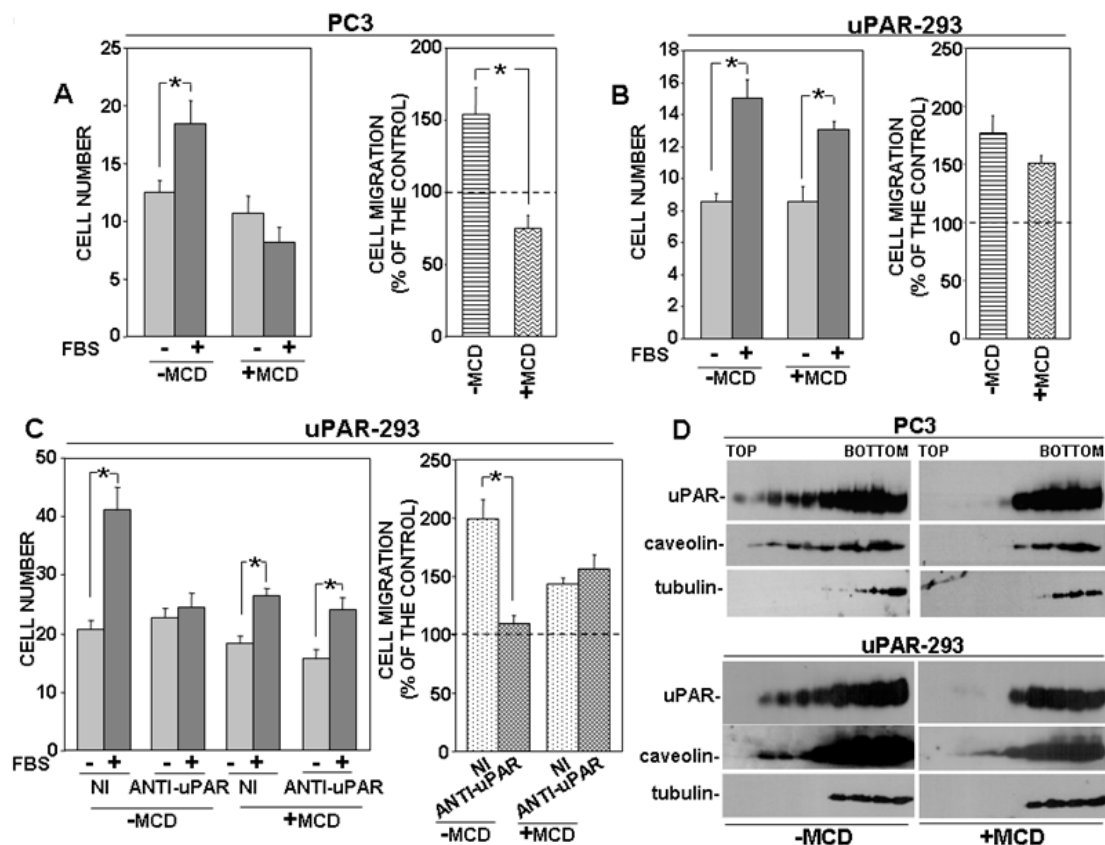 PC3
A
CELL NUMBER
25
20
15
10
5
0
*
FBS - + - +
-MCD +MCD
CELL MIGRATION
(% OF THE CONTROL)
200
150
100
50
0
*
-MCD
+MCD
uPAR-293
B
CELL NUMBER
18
16
14
12
10
8
6
4
2
0
* *
FBS - + - +
-MCD +MCD
CELL MIGRATION
(% OF THE CONTROL)
250
200
150
100
50
0
-MCD
+MCD
C
uPAR-293
CELL NUMBER
50
40
30
20
10
0
* * *
FBS - + - + - + - +
NI ANTI-uPAR NI ANTI-uPAR
-MCD +MCD
CELL MIGRATION
(% OF THE CONTROL)
250
200
150
100
50
0
*
NI
ANTI-uPAR
NI
ANTI-uPAR
-MCD +MCD
D
PC3
TOP BOTTOM TOP BOTTOM
uPAR-
caveolin-
tubulin-
uPAR-293
uPAR-
caveolin-
tubulin-
-MCD +MCD